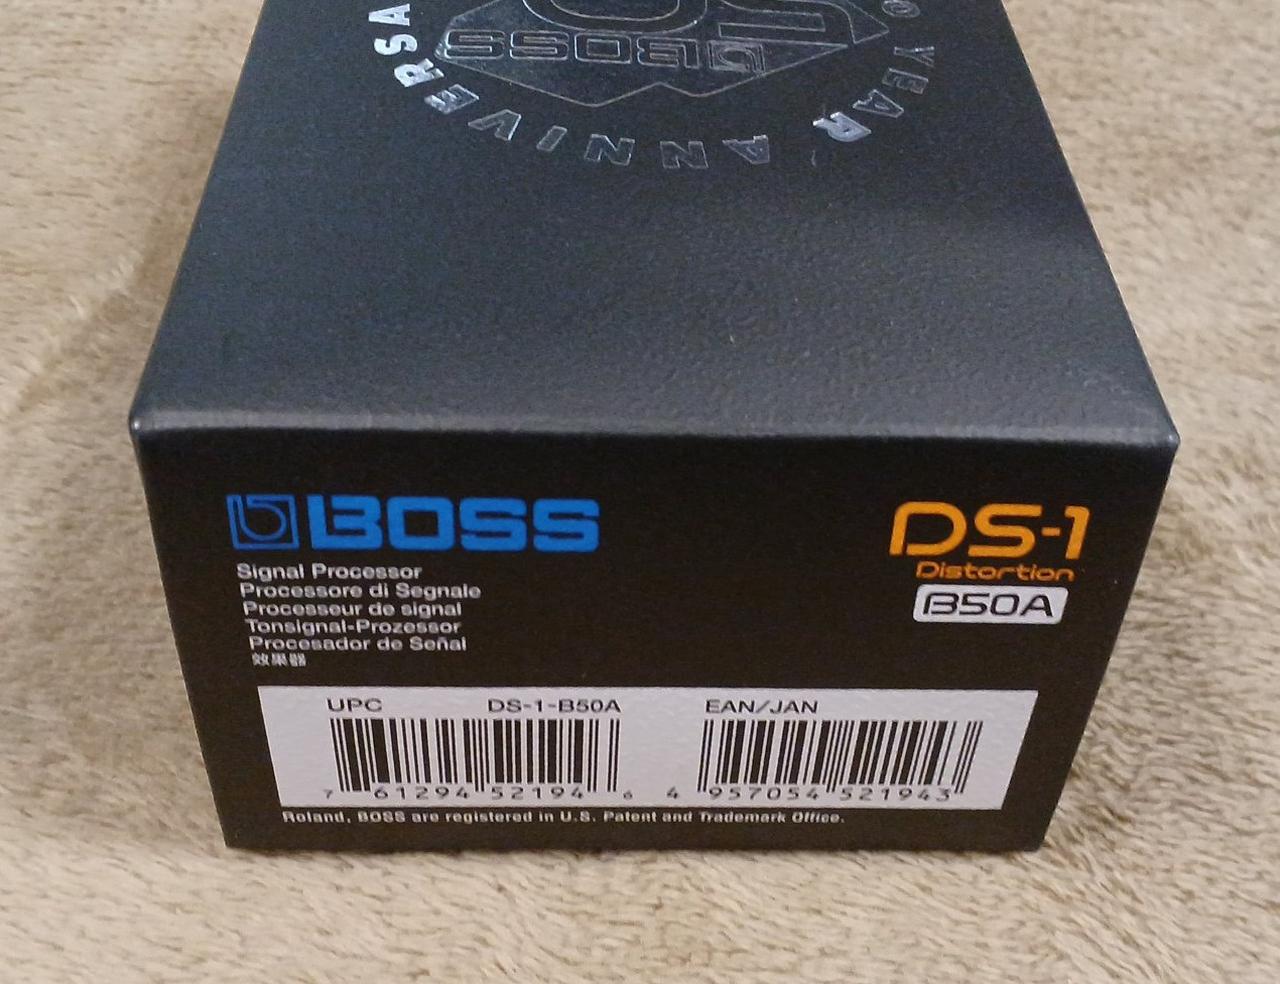 YEAR ANNIVERSA
BOSS
BOSS
DS-1
Distortion
B50A
Signal Processor
Processore di Segnale
Processeur de signal
Tonsignal-Prozessor
Procesador de Señal
效果器
UPC DS-1-B50A EAN/JAN
7 61294 52194 6 4 957054 521943
Roland, BOSS are registered in U.S. Patent and Trademark Office.